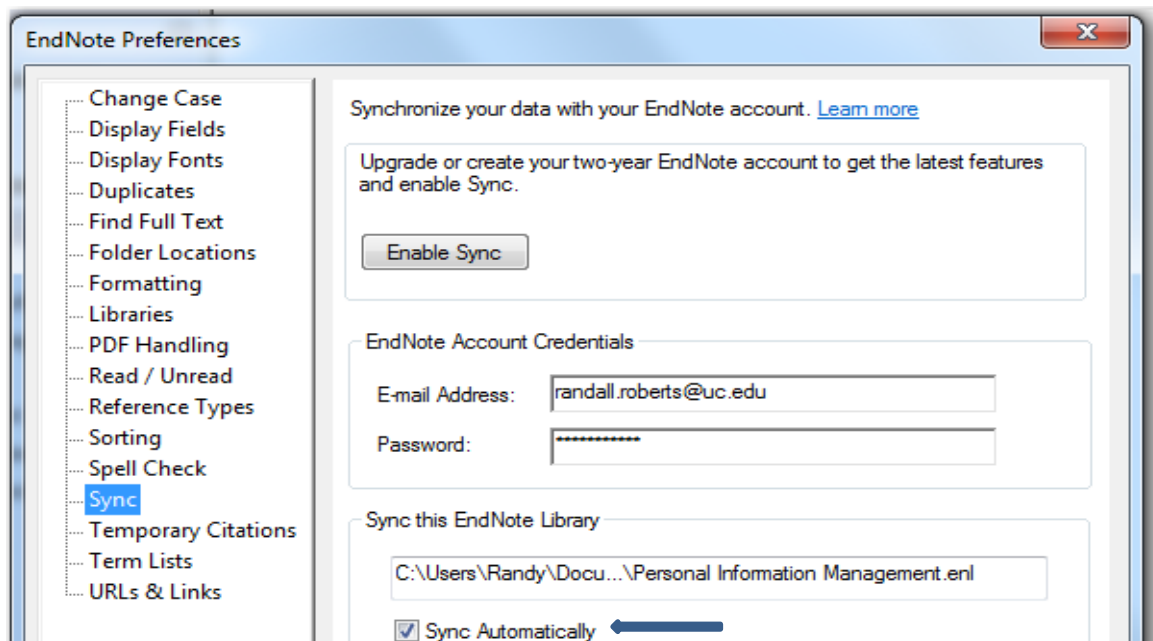 EndNote Preferences
Change Case
Display Fields
Display Fonts
Duplicates
Find Full Text
Folder Locations
Formatting
Libraries
PDF Handling
Read / Unread
Reference Types
Sorting
Spell Check
Sync
Temporary Citations
Term Lists
URLs & Links
Synchronize your data with your EndNote account. Learn more
Upgrade or create your two-year EndNote account to get the latest features
and enable Sync.
Enable Sync
EndNote Account Credentials
E-mail Address: randall.roberts@uc.edu
Password: ***********
Sync this EndNote Library
C:\Users\Randy\Docu...\Personal Information Management.enl
Sync Automatically